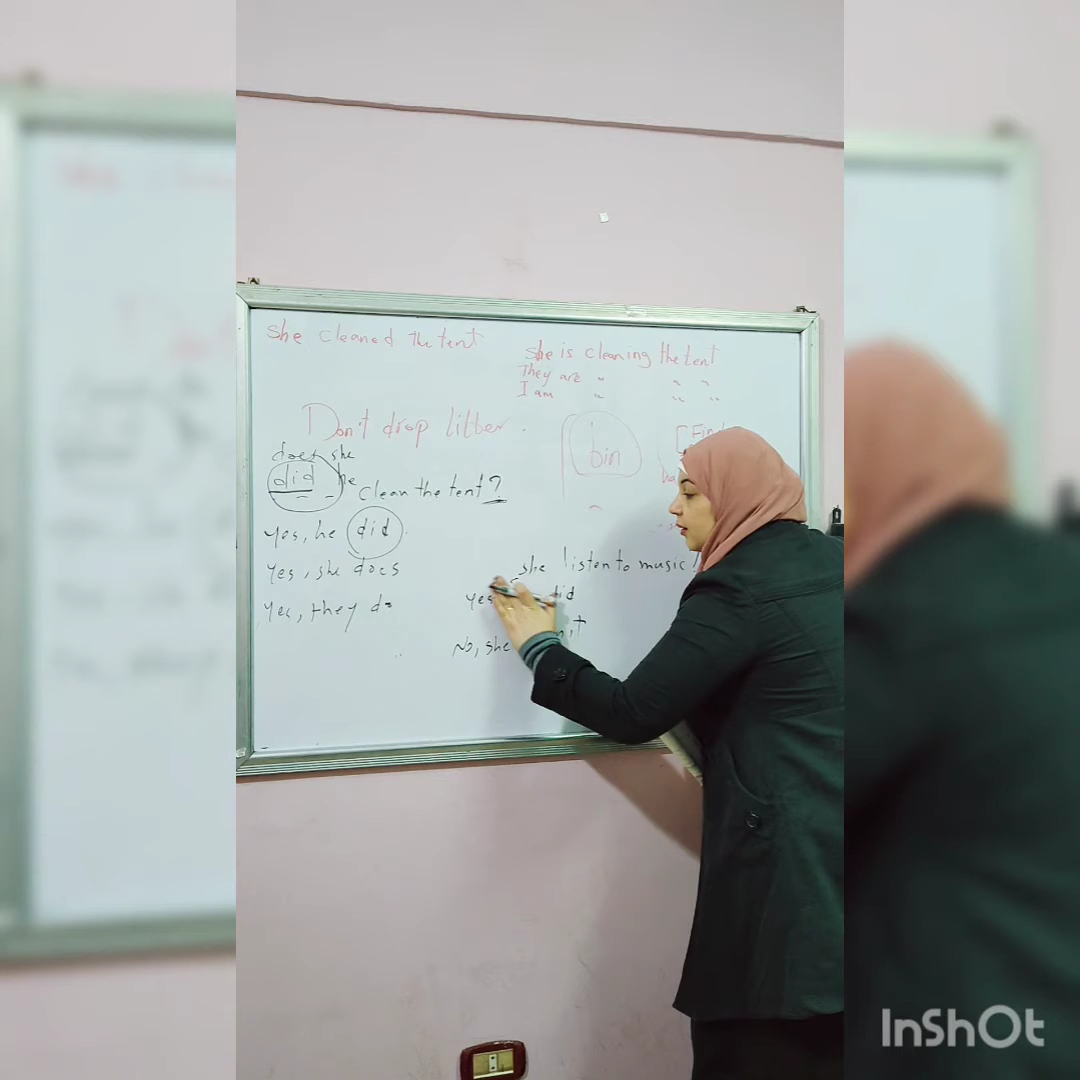 she cleaned the tent
she is cleaning the tent
They are " " "
I am " " "
Don't drop litter.
bin
does she
did he clean the tent?
yes, he did.
yes, she does
yes, they do
she listen to music?
yes did
No, she
InShOt